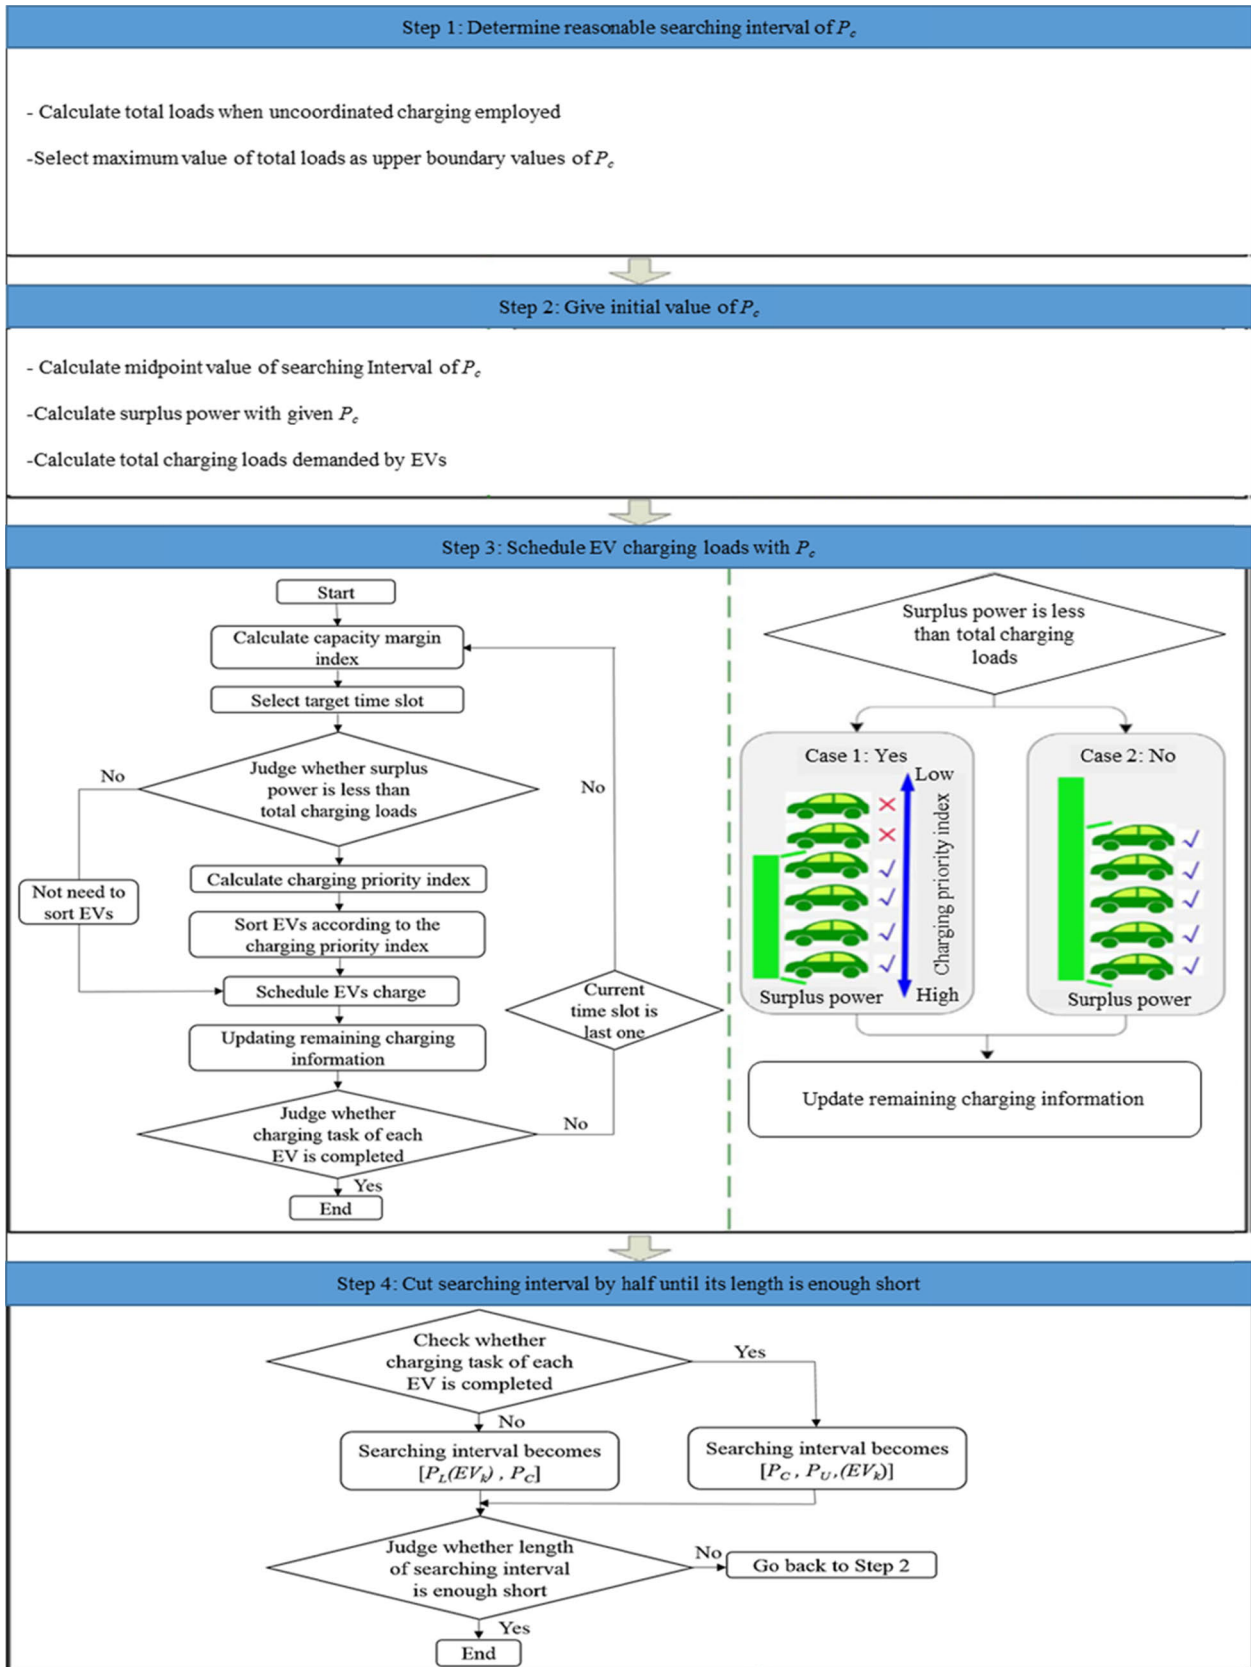 Step 1: Determine reasonable searching interval of Pc
- Calculate total loads when uncoordinated charging employed
-Select maximum value of total loads as upper boundary values of Pc
Step 2: Give initial value of Pc
- Calculate midpoint value of searching Interval of Pc
-Calculate surplus power with given Pc
-Calculate total charging loads demanded by EVs
Step 3: Schedule EV charging loads with Pc
Start
Calculate capacity margin
index
Select target time slot
Judge whether surplus
power is less than
total charging loads
No
Not need to
sort EVs
Calculate charging priority index
Sort EVs according to the
charging priority index
Schedule EVs charge
Updating remaining charging
information
Judge whether
charging task of each
EV is completed
No
Yes
End
Current
time slot is
last one
No
Surplus power is less
than total charging
loads
Case 1: Yes
Low
Charging priority index
High
Surplus power
Case 2: No
Surplus power
Update remaining charging information
Step 4: Cut searching interval by half until its length is enough short
Check whether
charging task of each
EV is completed
Yes
No
Searching interval becomes
[PL(EVk) , PC]
Searching interval becomes
[PC , PU,(EVk)]
Judge whether length
of searching interval
is enough short
No
Go back to Step 2
Yes
End